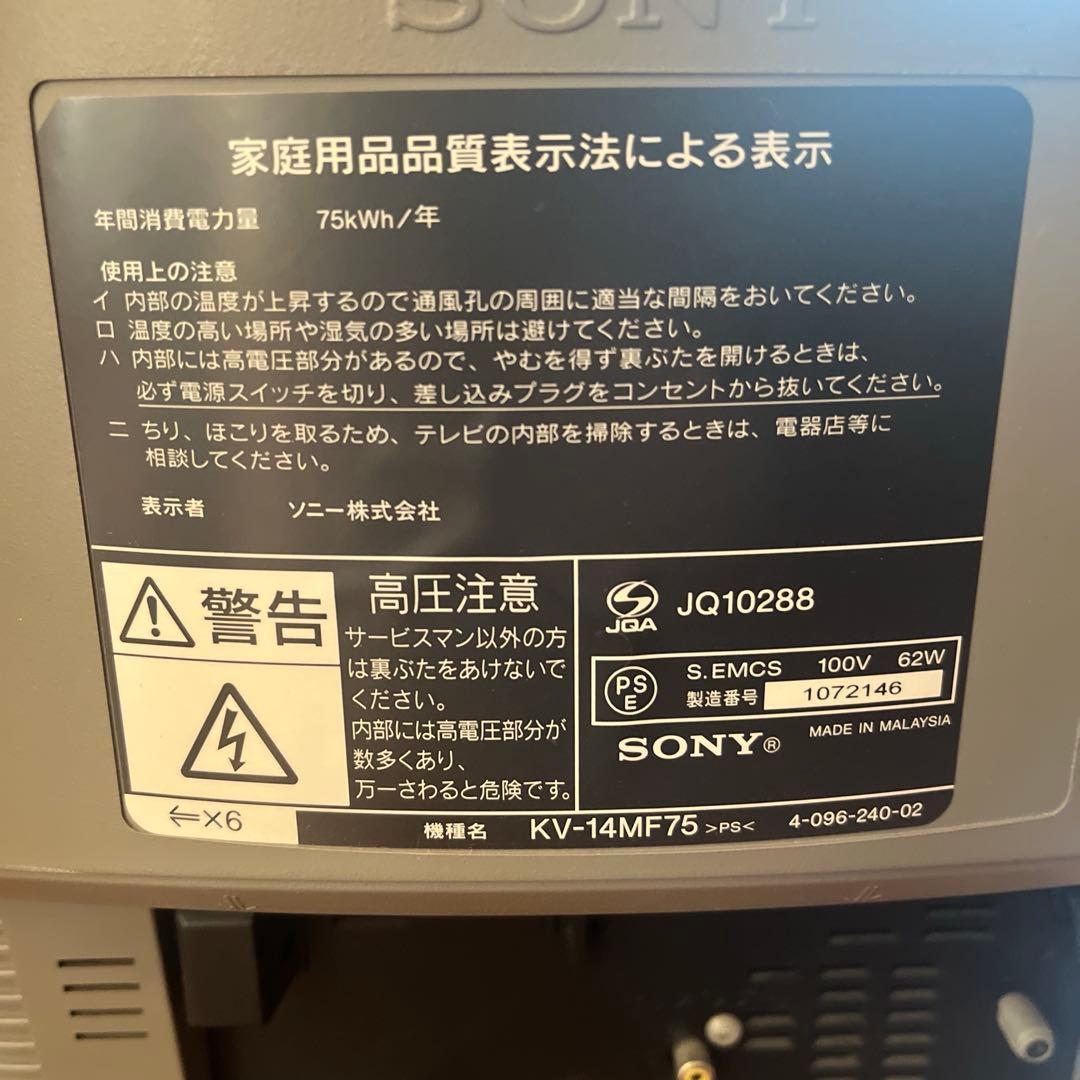 SONY
家庭用品品質表示法による表示
年間消費電力量 75kWh/年
使用上の注意
イ 内部の温度が上昇するので通風孔の周囲に適当な間隔をおいてください。
ロ 温度の高い場所や湿気の多い場所は避けてください。
ハ 内部には高電圧部分があるので、やむを得ず裏ぶたを開けるときは、
必ず電源スイッチを切り、差し込みプラグをコンセントから抜いてください。
ニ ちり、ほこりを取るため、テレビの内部を掃除するときは、電器店等に
相談してください。
表示者 ソニー株式会社
警告
高圧注意
サービスマン以外の方
は裏ぶたをあけないで
ください。
内部には高電圧部分が
数多くあり、
万一さわると危険です。
JQA JQ10288
PSE S.EMCS 100V 62W
製造番号 1072146
SONY® MADE IN MALAYSIA
⇐×6
機種名 KV-14MF75 >PS< 4-096-240-02